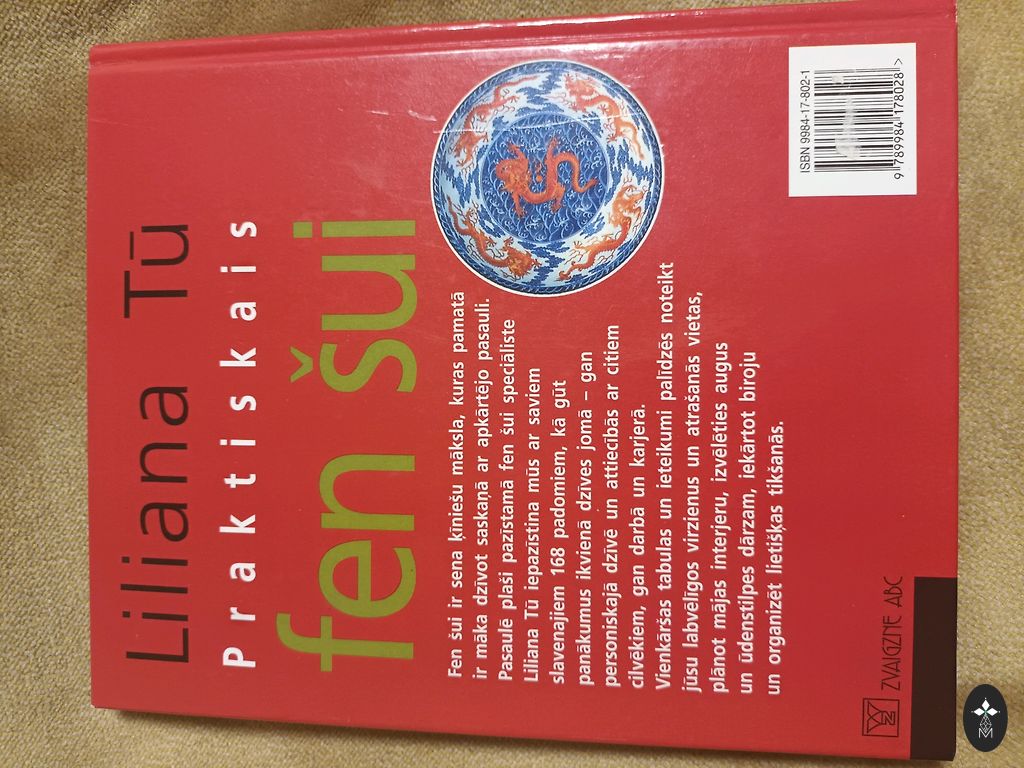 Liliana Tū
Praktiskais
fen šui
Fen šui ir sena ķīniešu māksla, kuras pamatā
ir māka dzīvot saskaņā ar apkārtējo pasauli.
Pasaulē plaši pazīstamā fen šui speciāliste
Liliana Tū iepazīstina mūs ar saviem
slavenajiem 168 padomiem, kā gūt
panākumus ikvienā dzīves jomā – gan
personiskajā dzīvē un attiecībās ar citiem
cilvēkiem, gan darbā un karjerā.
Vienkāršas tabulas un ieteikumi palīdzēs noteikt
jūsu labvēlīgos virzienus un atrašanās vietas,
plānot mājas interjeru, izvēlēties augus
un ūdenstilpes dārzam, iekārtot biroju
un organizēt lietišķas tikšanās.
ZVAIGZNE ABC
ISBN 9984-17-802-1
9 789984 178028 >